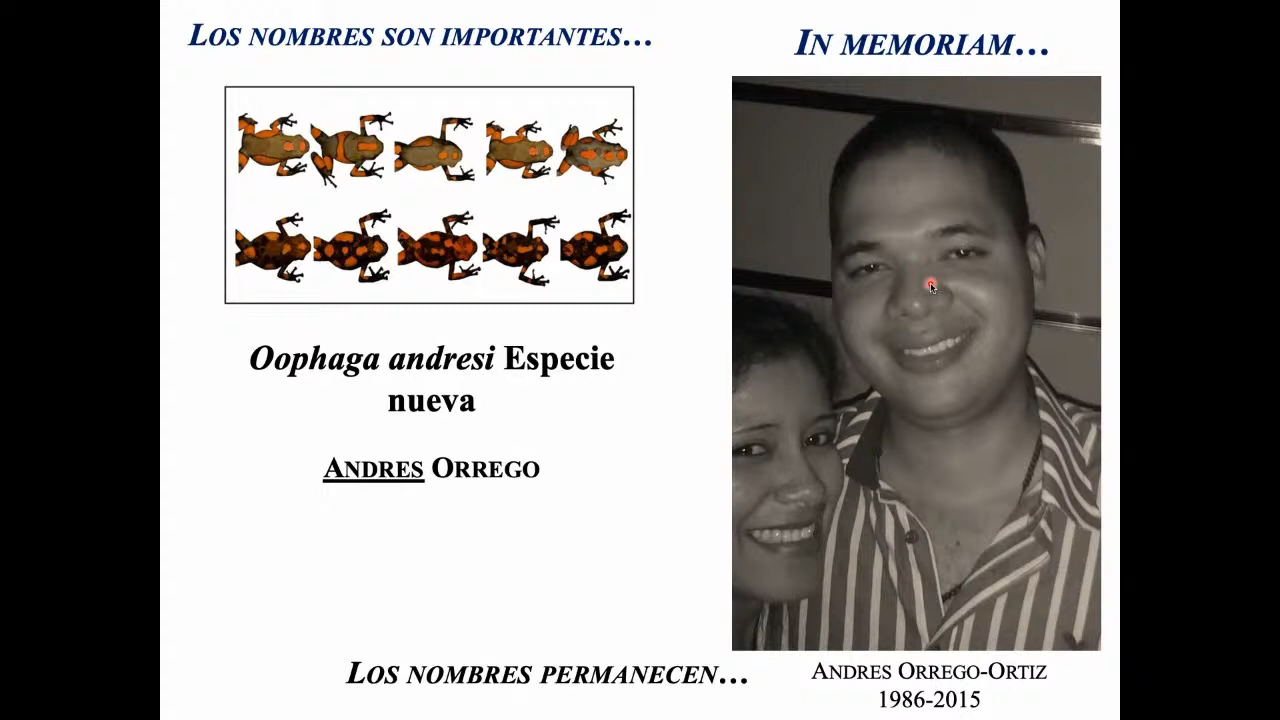 LOS NOMBRES SON IMPORTANTES...
IN MEMORIAM...
Oophaga andresi Especie
nueva
ANDRES ORREGO
LOS NOMBRES PERMANECEN...
ANDRES ORREGO-ORTIZ
1986-2015